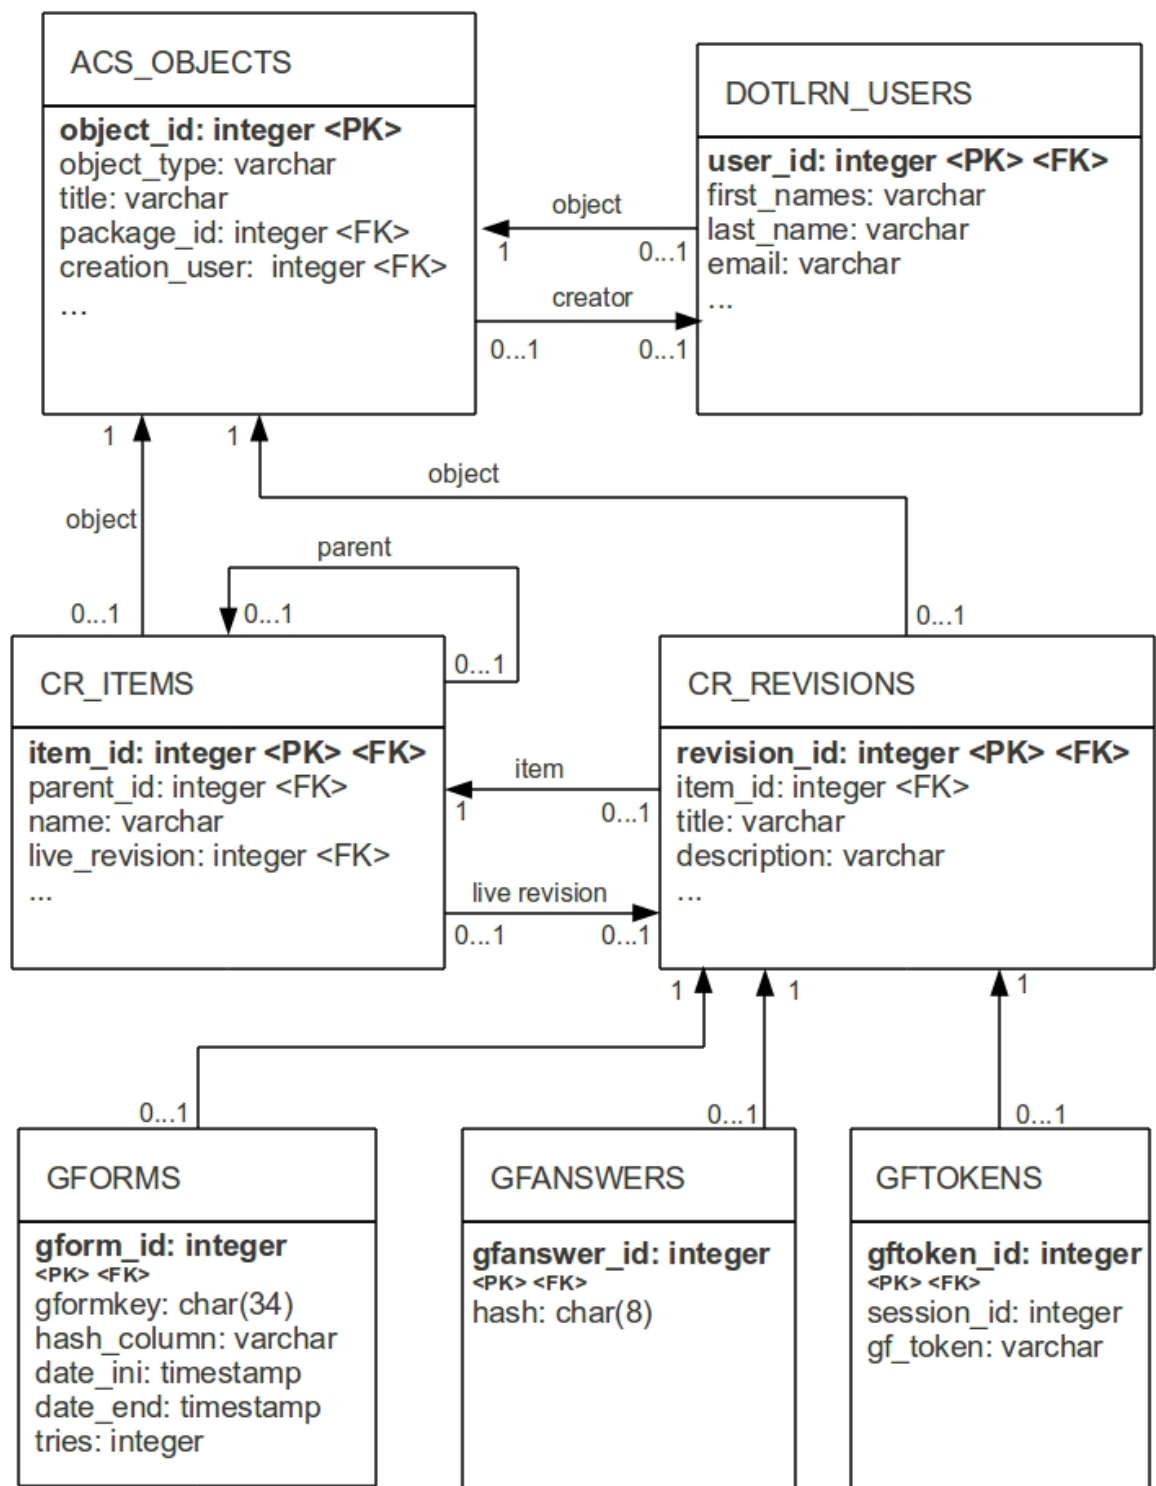 ACS_OBJECTS
object_id: integer <PK>
object_type: varchar
title: varchar
package_id: integer <FK>
creation_user:  integer <FK>
...
DOTLRN_USERS
user_id: integer <PK> <FK>
first_names: varchar
last_name: varchar
email: varchar
...
object
1
0...1
creator
0...1
0...1
1
1
object
object
parent
0...1
0...1
0...1
0...1
CR_ITEMS
item_id: integer <PK> <FK>
parent_id: integer <FK>
name: varchar
live_revision: integer <FK>
...
CR_REVISIONS
revision_id: integer <PK> <FK>
item_id: integer <FK>
title: varchar
description: varchar
...
item
1
0...1
live revision
0...1
0...1
1
1
1
0...1
0...1
0...1
GFORMS
gform_id: integer
<PK> <FK>
gformkey: char(34)
hash_column: varchar
date_ini: timestamp
date_end: timestamp
tries: integer
GFANSWERS
gfanswer_id: integer
<PK> <FK>
hash: char(8)
GFTOKENS
gftoken_id: integer
<PK> <FK>
session_id: integer
gf_token: varchar